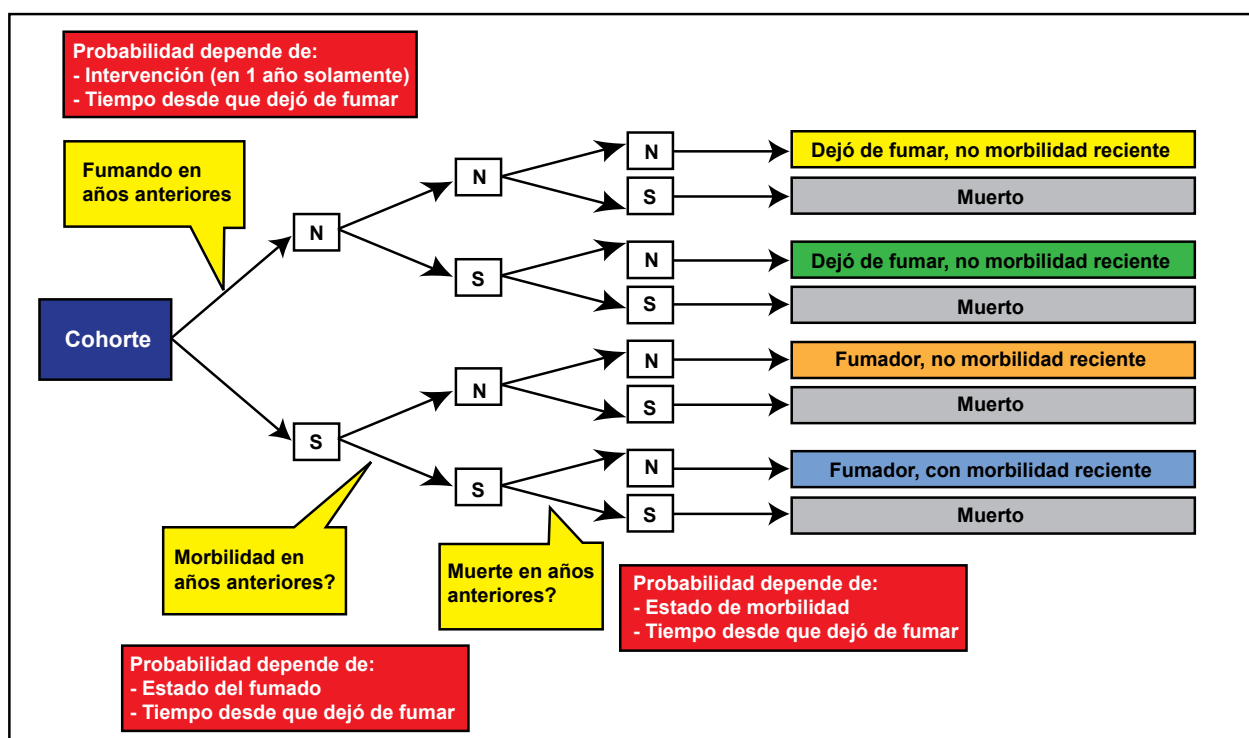 Probabilidad depende de:
- Intervención (en 1 año solamente)
- Tiempo desde que dejó de fumar
Fumando en
años anteriores
Cohorte
N
S
N
S
N
S
N
S
N
S
N
S
N
S
Dejó de fumar, no morbilidad reciente
Muerto
Dejó de fumar, no morbilidad reciente
Muerto
Fumador, no morbilidad reciente
Muerto
Fumador, con morbilidad reciente
Muerto
Morbilidad en
años anteriores?
Muerte en años
anteriores?
Probabilidad depende de:
- Estado de morbilidad
- Tiempo desde que dejó de fumar
Probabilidad depende de:
- Estado del fumado
- Tiempo desde que dejó de fumar